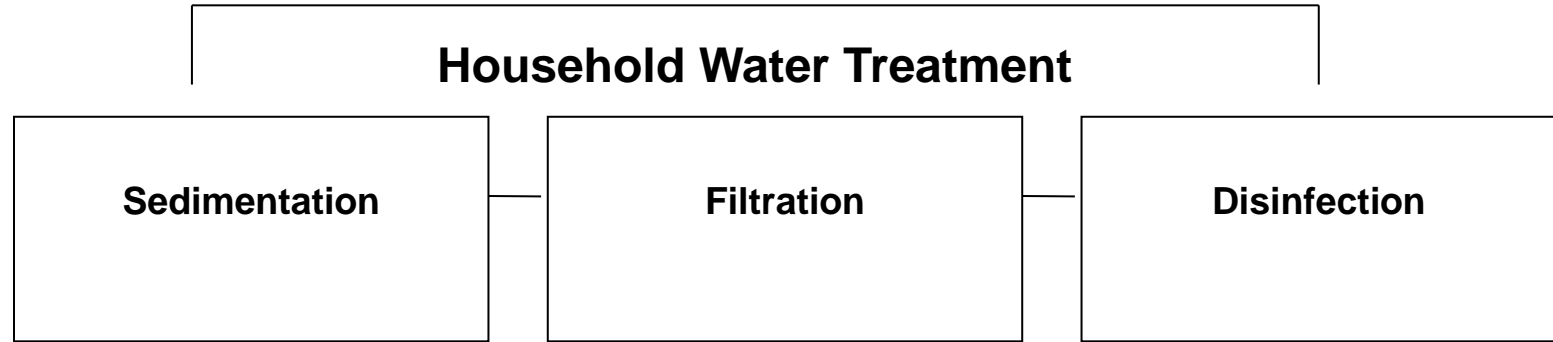 Household Water Treatment
Sedimentation
Filtration
Disinfection